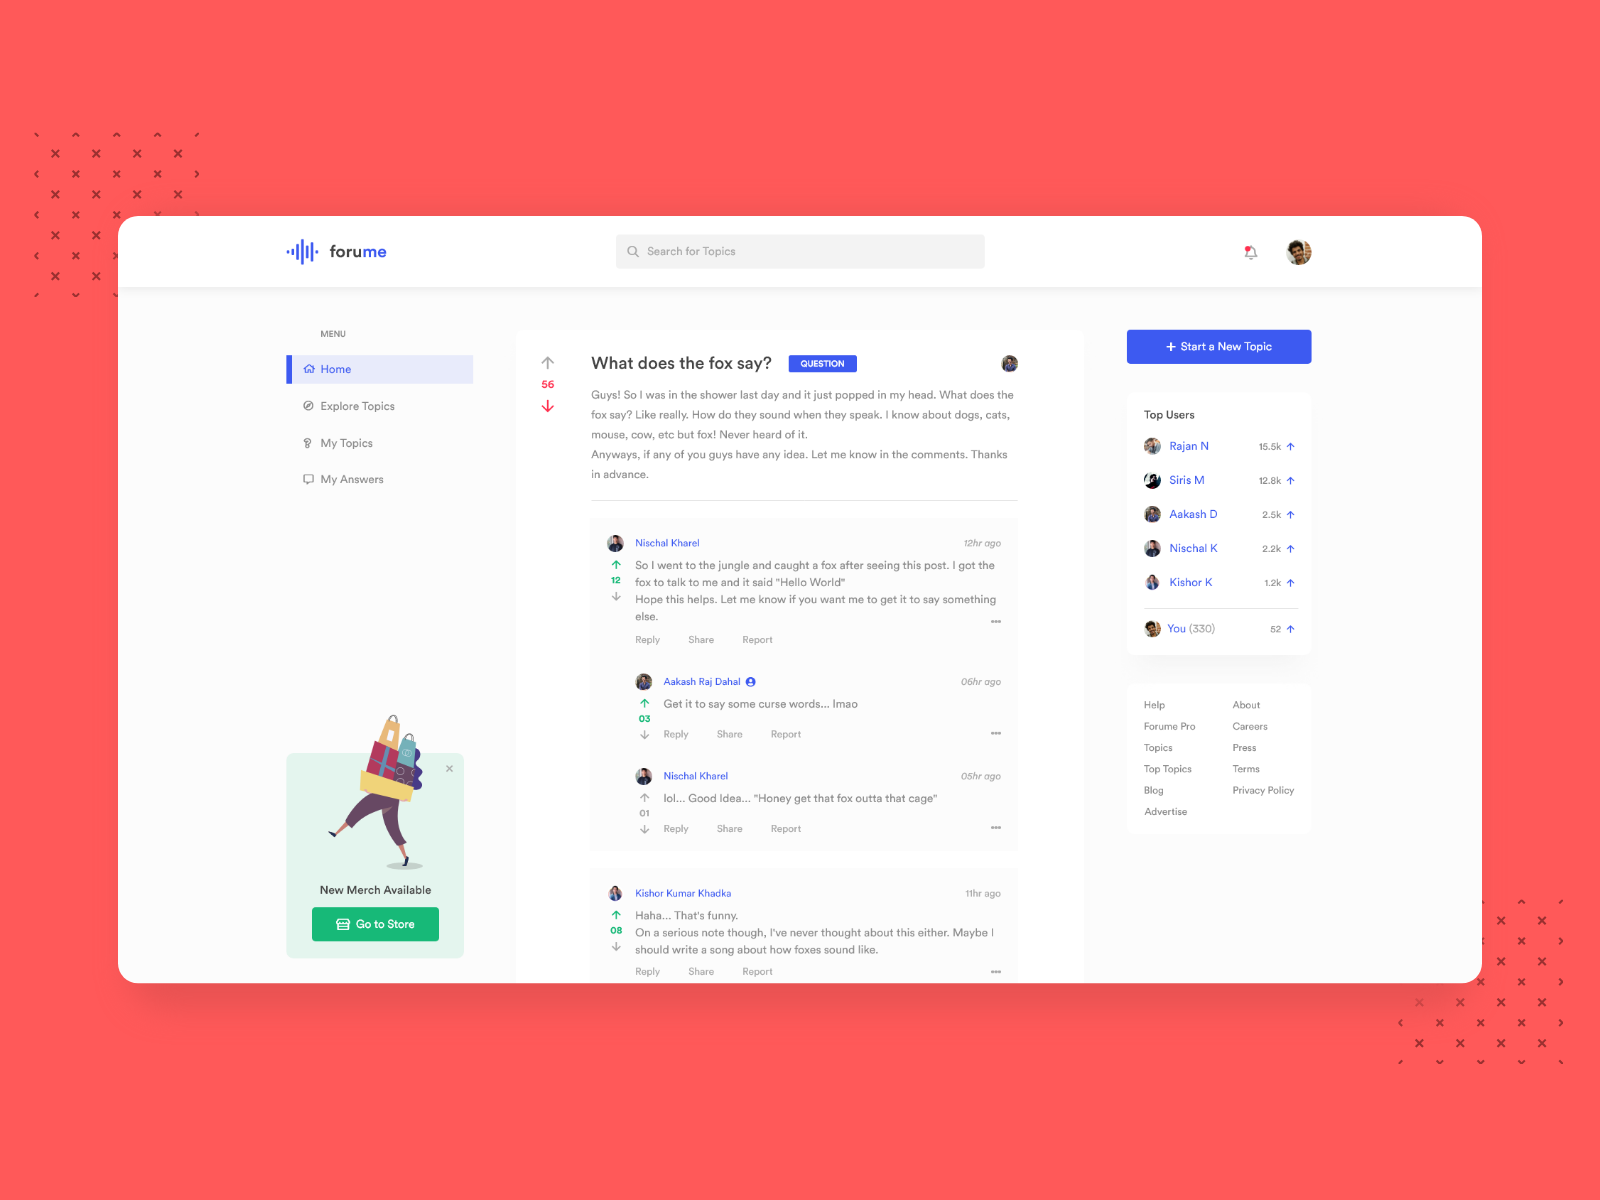 forume
Search for Topics
MENU
Home
Explore Topics
My Topics
My Answers
New Merch Available
Go to Store
56
What does the fox say?
QUESTION
Guys! So I was in the shower last day and it just popped in my head. What does the
fox say? Like really. How do they sound when they speak. I know about dogs, cats,
mouse, cow, etc but fox! Never heard of it.
Anyways, if any of you guys have any idea. Let me know in the comments. Thanks
in advance.
Nischal Kharel
12hr ago
12
So I went to the jungle and caught a fox after seeing this post. I got the
fox to talk to me and it said "Hello World"
Hope this helps. Let me know if you want me to get it to say something
else.
Reply Share Report
Aakash Raj Dahal
06hr ago
03
Get it to say some curse words... lmao
Reply Share Report
Nischal Kharel
05hr ago
01
lol... Good Idea... "Honey get that fox outta that cage"
Reply Share Report
Kishor Kumar Khadka
11hr ago
08
Haha... That's funny.
On a serious note though, I've never thought about this either. Maybe I
should write a song about how foxes sound like.
Reply Share Report
+ Start a New Topic
Top Users
Rajan N 15.5k
Siris M 12.8k
Aakash D 2.5k
Nischal K 2.2k
Kishor K 1.2k
You (330) 52
Help About
Forume Pro Careers
Topics Press
Top Topics Terms
Blog Privacy Policy
Advertise